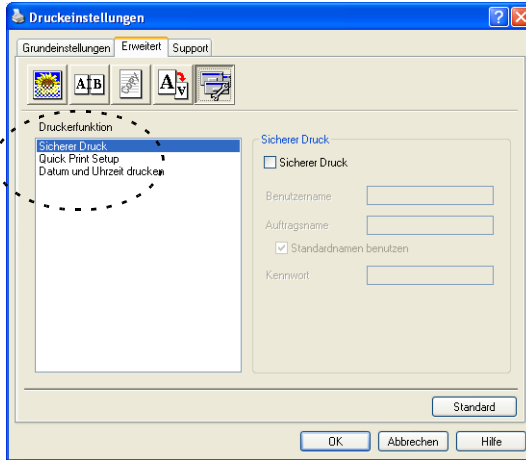 Druckeinstellungen
Grundeinstellungen Erweitert Support
A B
Copy
A A
Druckerfunktion
Sicherer Druck
Quick Print Setup
Datum und Uhrzeit drucken
Sicherer Druck
Sicherer Druck
Benutzername
Auftragsname
Standardnamen benutzen
Kennwort
Standard
OK Abbrechen Hilfe